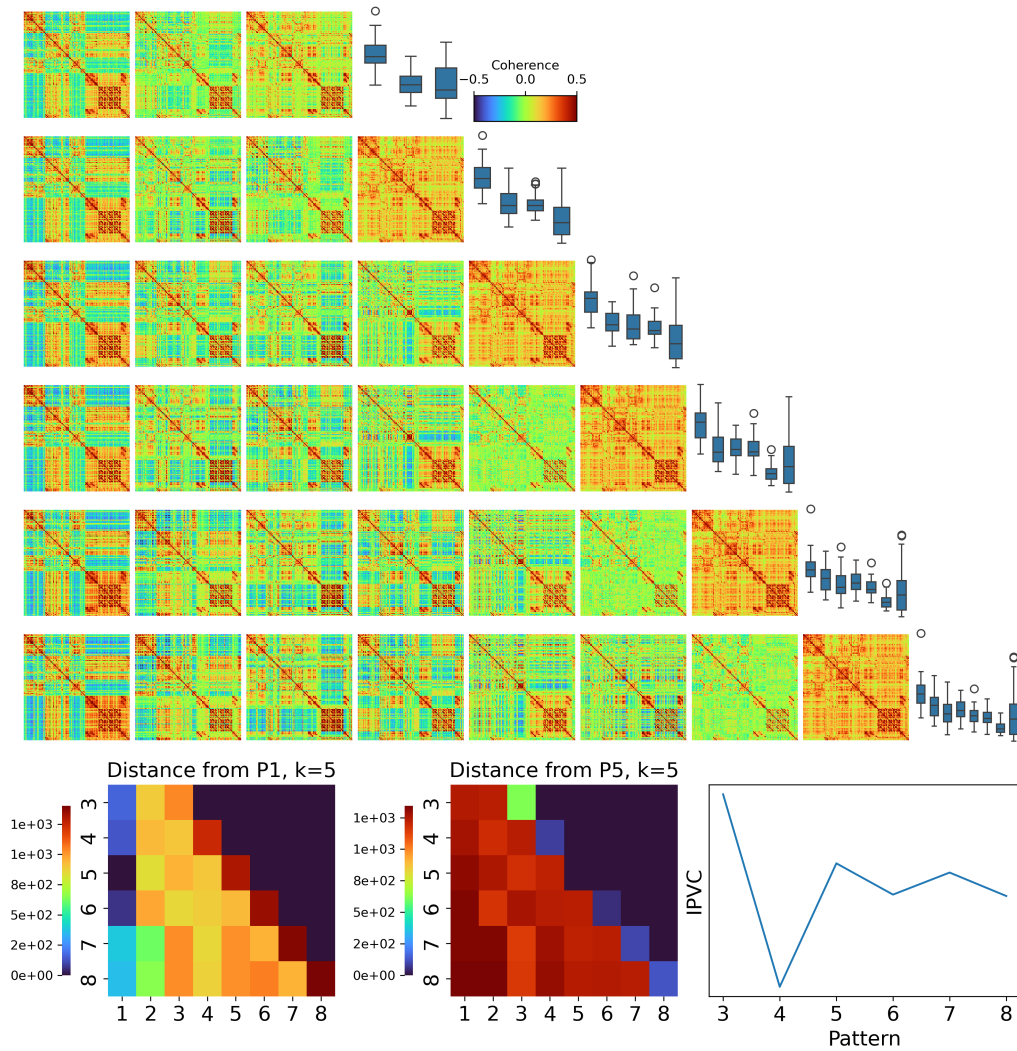 Coherence
−0.5 0.0 0.5
Distance from P1, k=5
1e+03
1e+03
8e+02
5e+02
2e+02
0e+00
3
4
5
6
7
8
1 2 3 4 5 6 7 8
Distance from P5, k=5
1e+03
1e+03
8e+02
5e+02
2e+02
0e+00
3
4
5
6
7
8
1 2 3 4 5 6 7 8
IPVC
3 4 5 6 7 8
Pattern